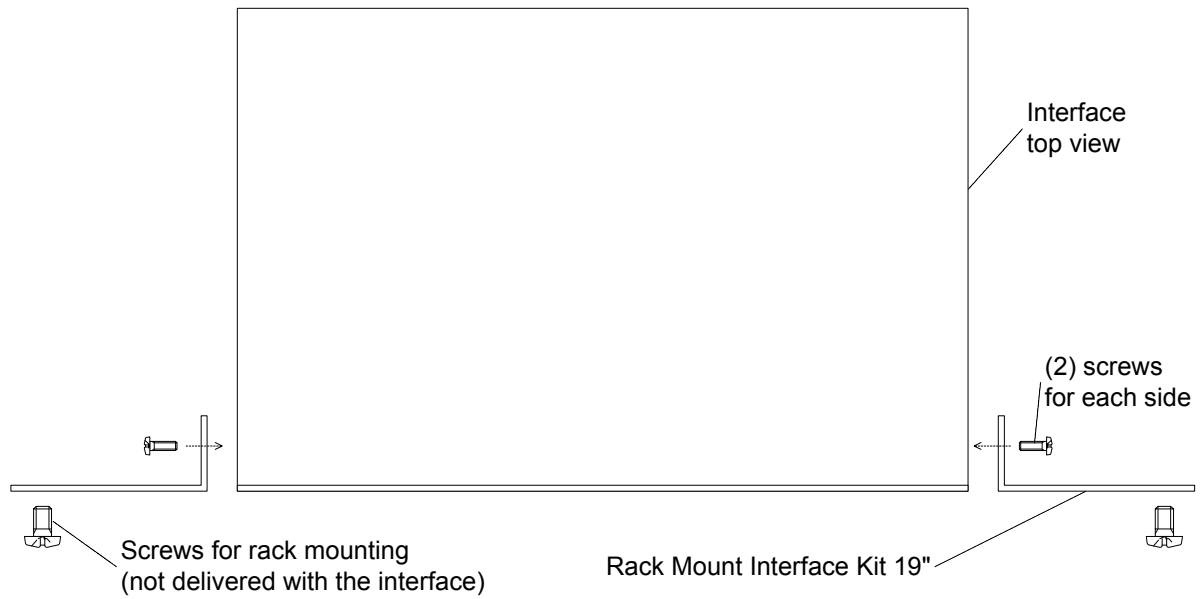 Interface
top view
(2) screws
for each side
Screws for rack mounting
(not delivered with the interface)
Rack Mount Interface Kit 19"